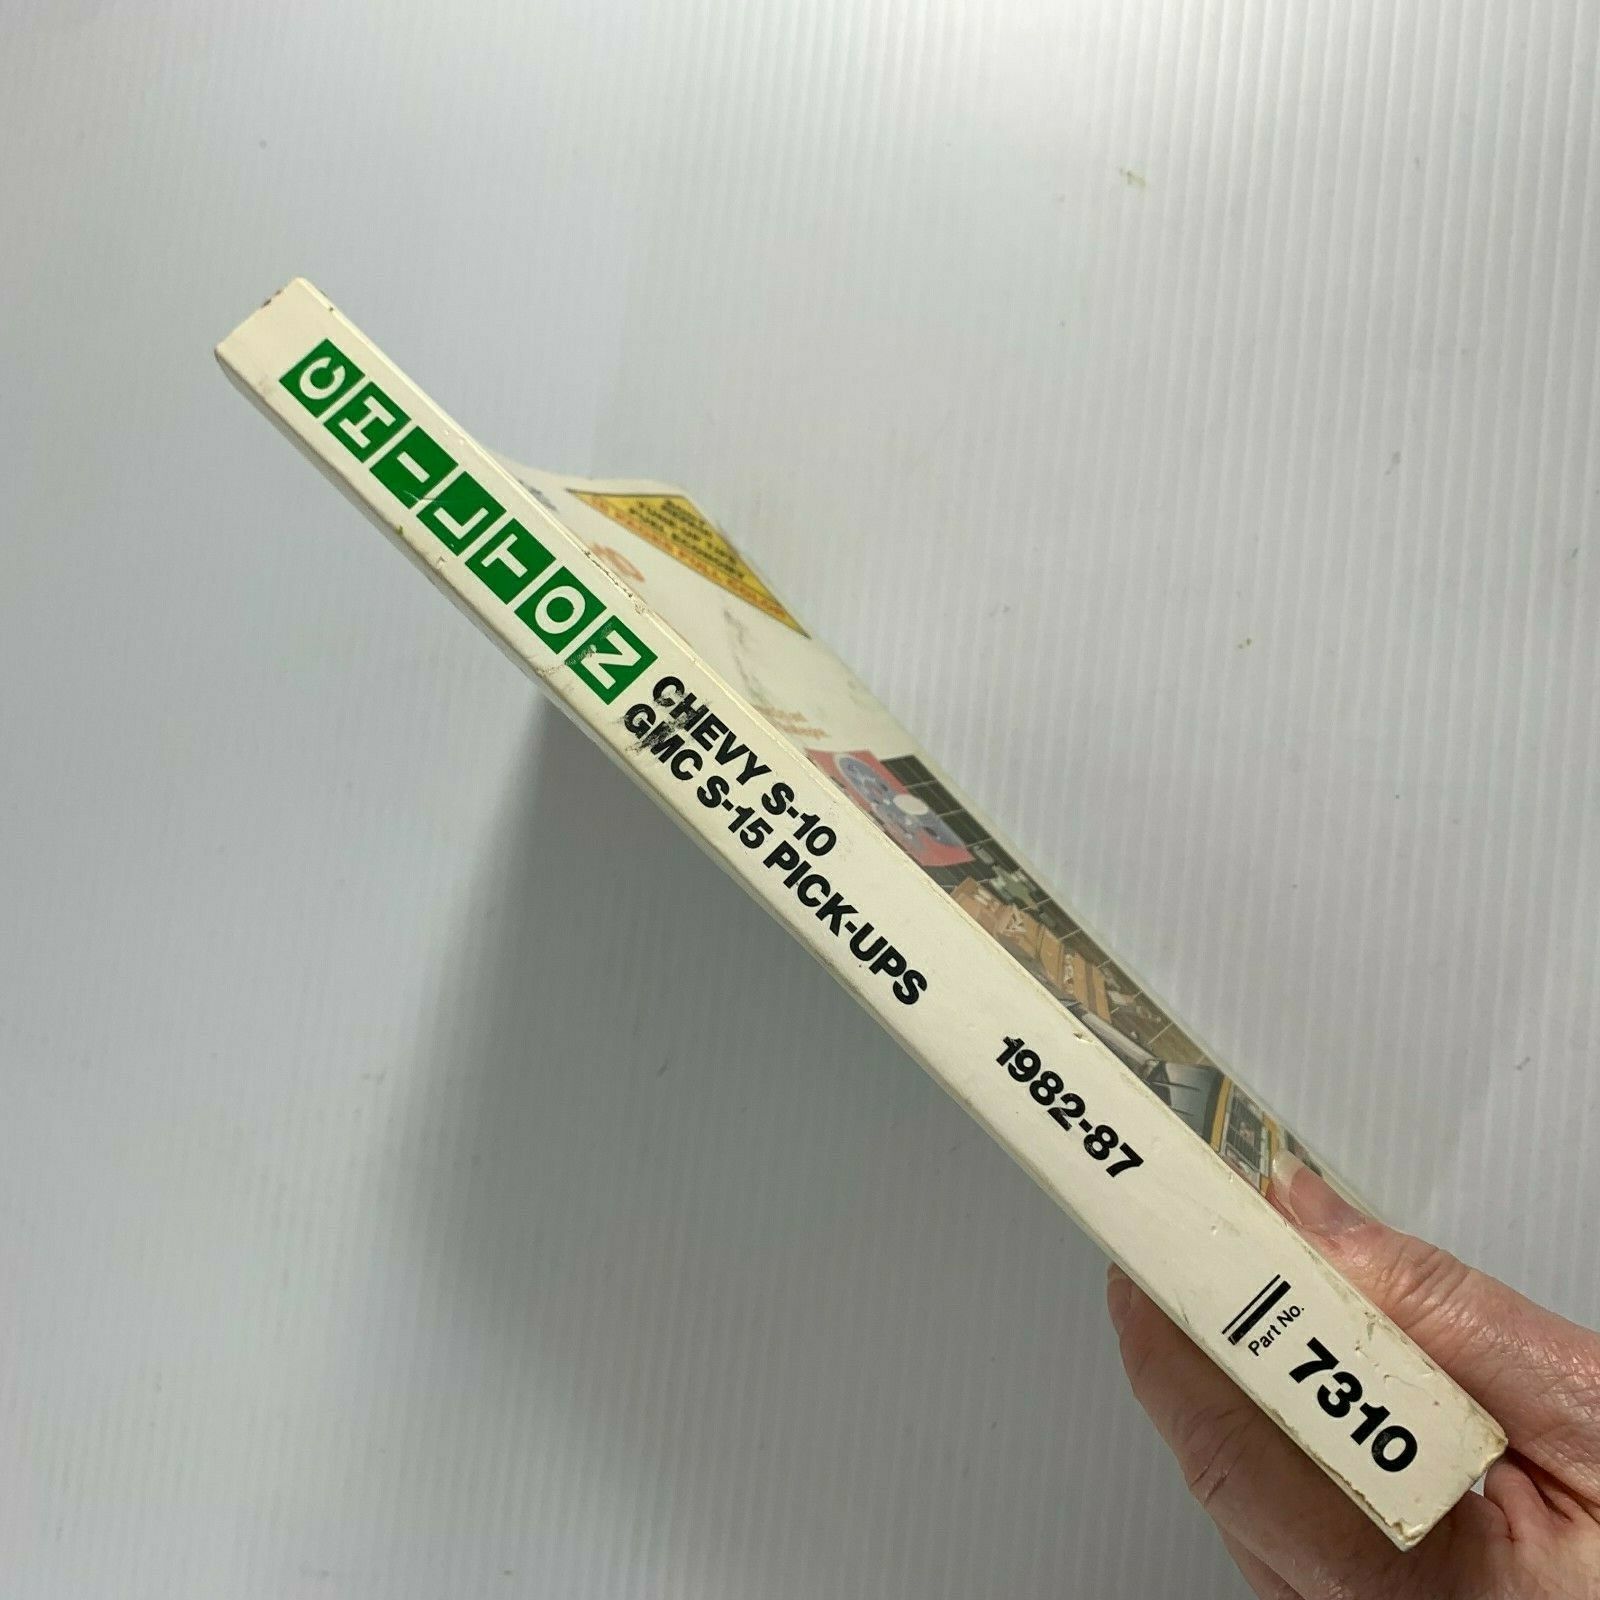 CHILTON
CHEVY S-10
GMC S-15 PICK-UPS
1982-87
Part No.
7310